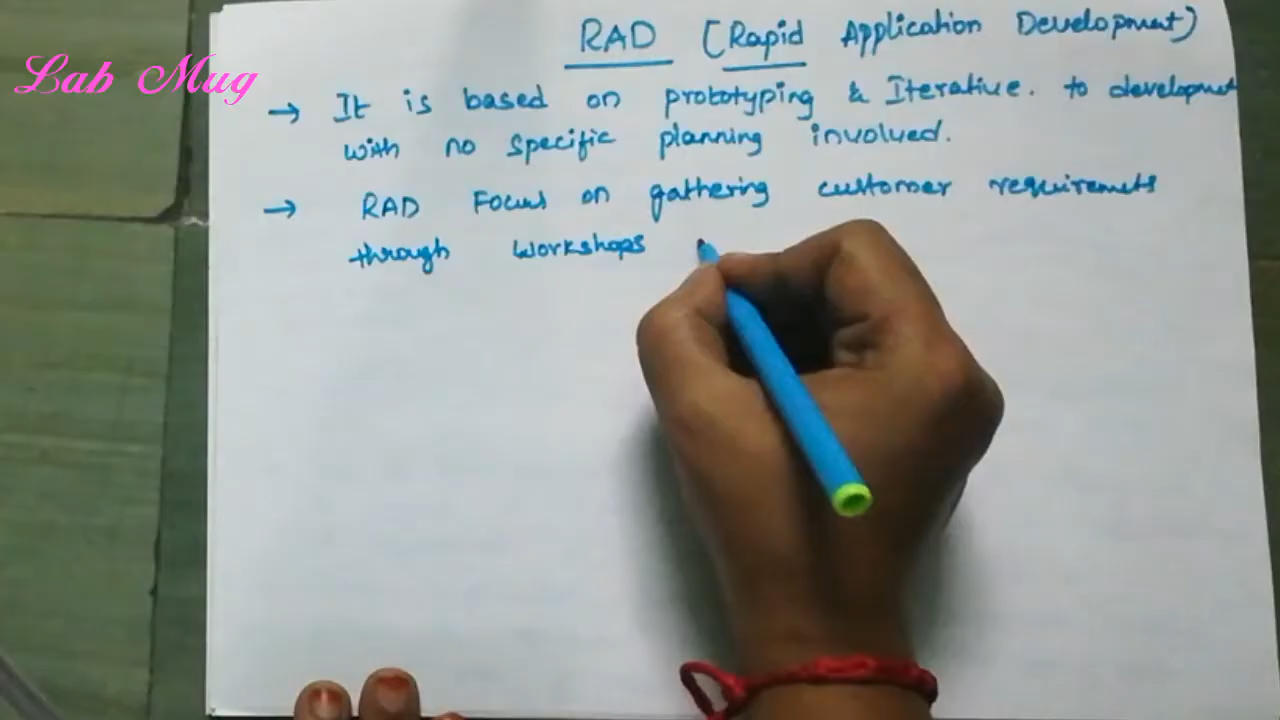 Lab Mug
RAD (Rapid Application Development)
→ It is based on prototyping & Iterative. to development
with no specific planning involved.
→ RAD Focus on gathering customer requirements
through workshops